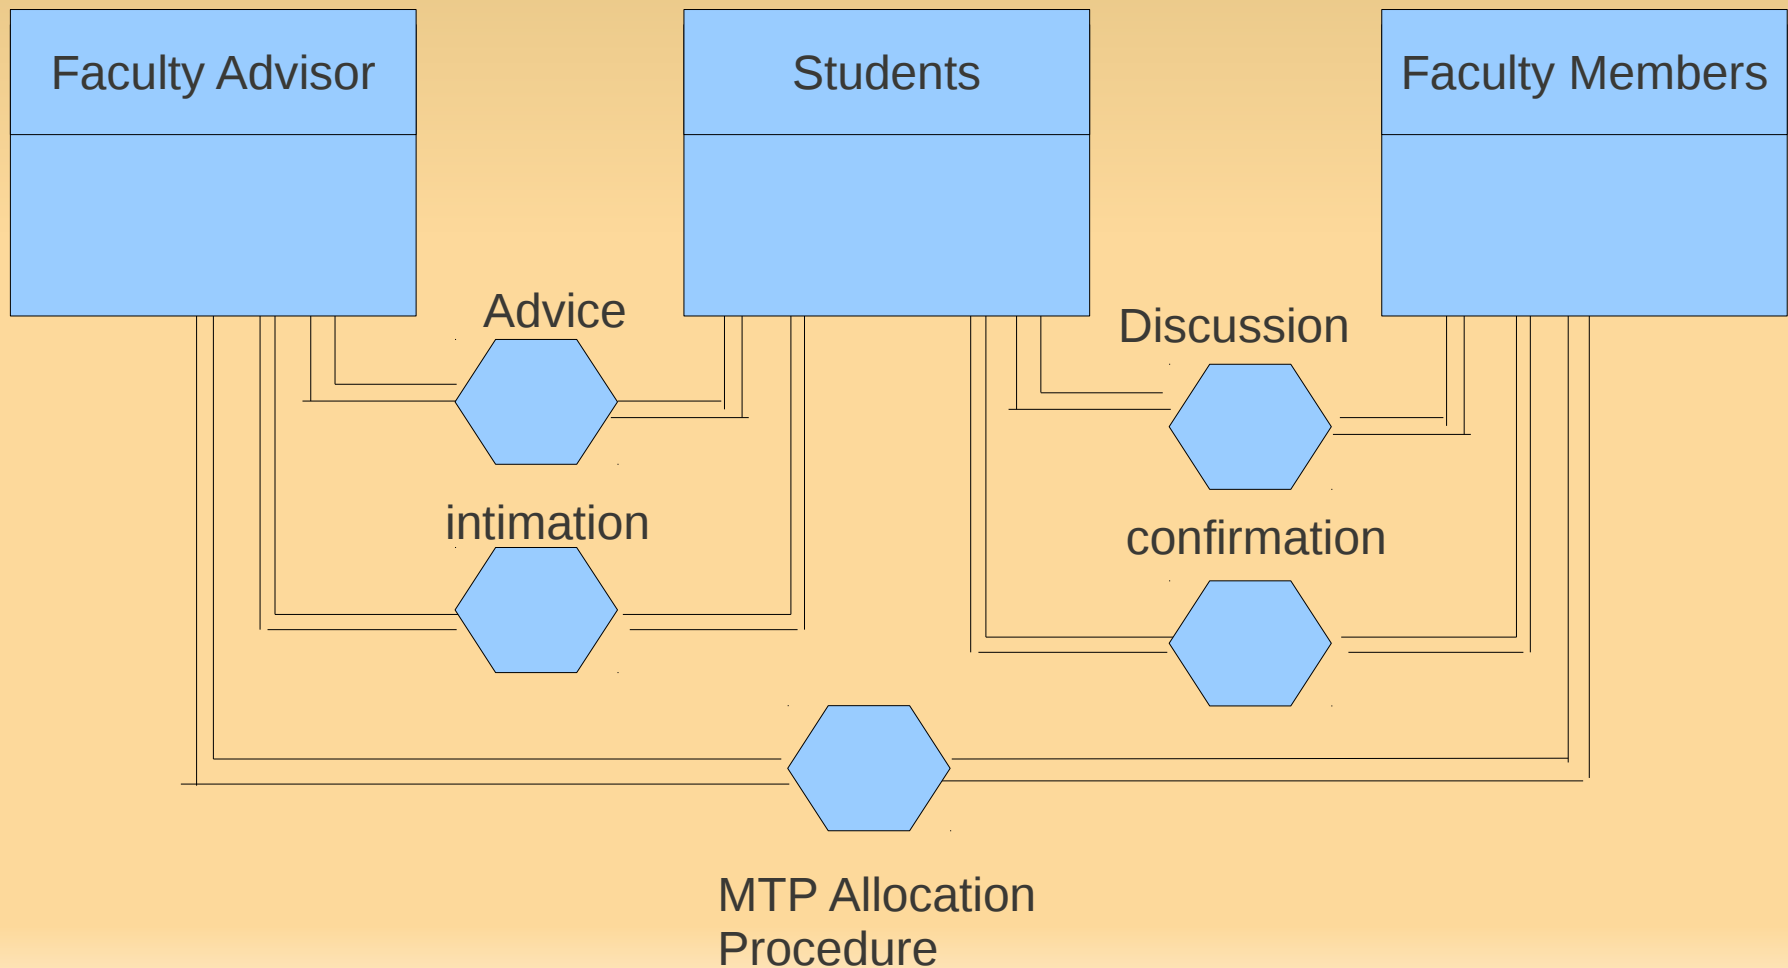 Faculty Advisor
Students
Faculty Members
Advice
Discussion
intimation
confirmation
MTP Allocation
Procedure